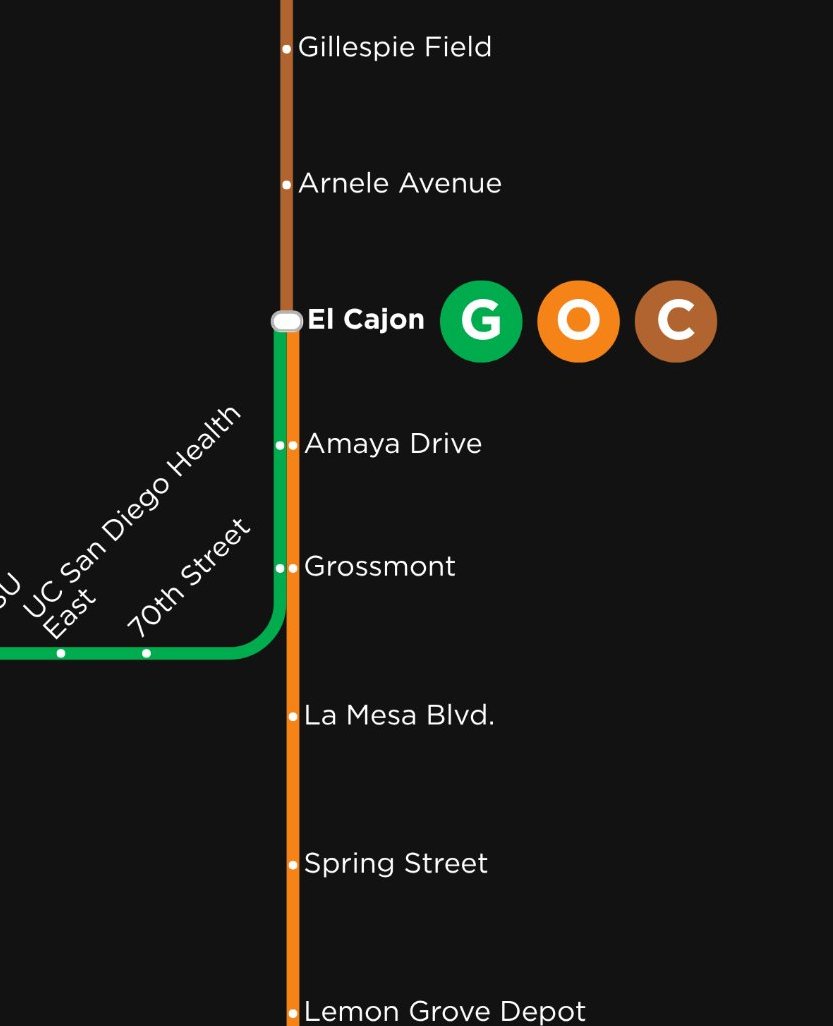 Gillespie Field
Arnele Avenue
El Cajon G O C
Amaya Drive
UC San Diego Health
East
70th Street
Grossmont
La Mesa Blvd.
Spring Street
Lemon Grove Depot